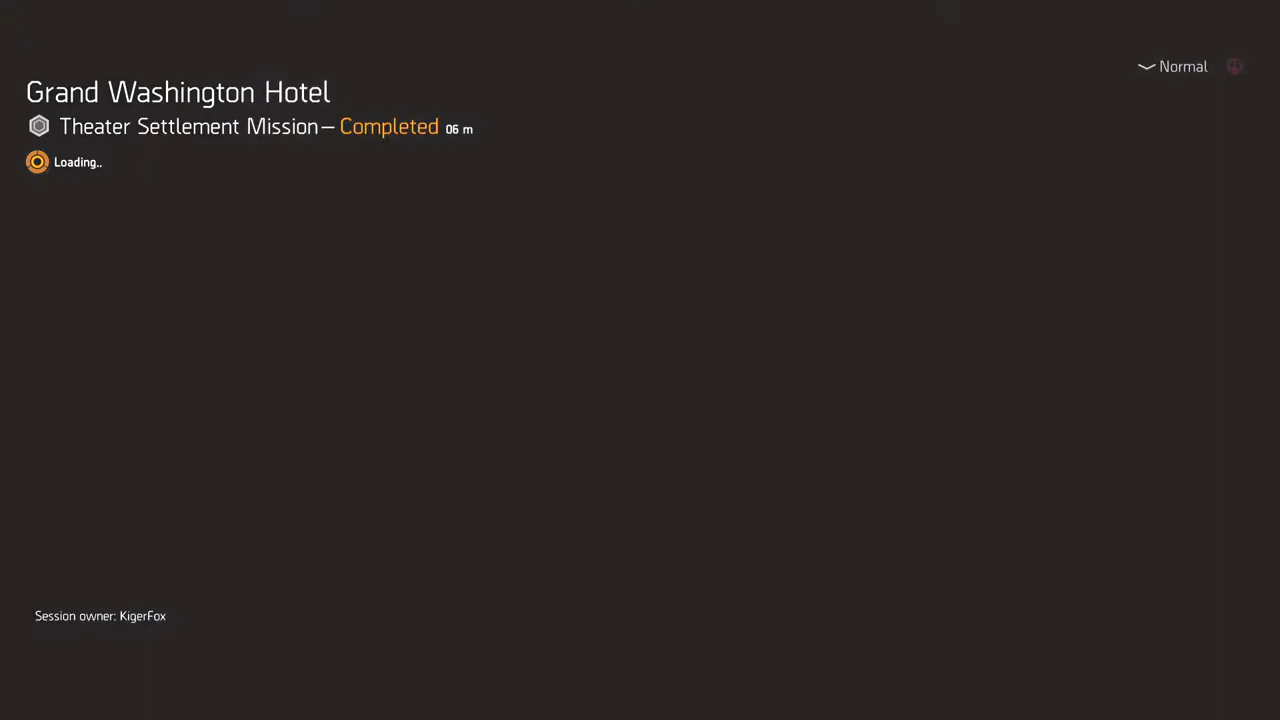 Normal
Grand Washington Hotel
Theater Settlement Mission — Completed 06 m
Loading..
Session owner: KigerFox